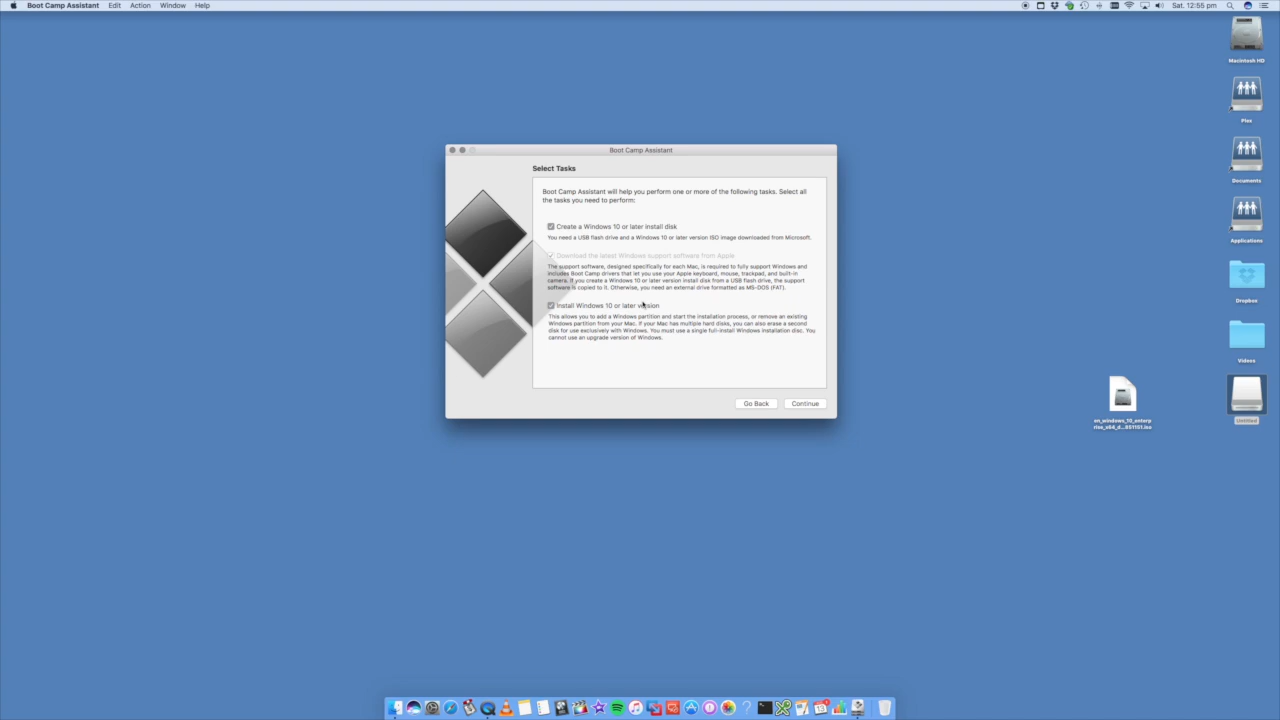 Boot Camp Assistant Edit Action Window Help
Sat. 12:55 pm
Macintosh HD
Plex
Documents
Applications
Dropbox
Videos
Untitled
en_windows_10_enterp
rise_x64_d...851151.iso
Boot Camp Assistant
Select Tasks
Boot Camp Assistant will help you perform one or more of the following tasks. Select all
the tasks you need to perform:
Create a Windows 10 or later install disk
You need a USB flash drive and a Windows 10 or later version ISO image downloaded from Microsoft.
Download the latest Windows support software from Apple
The support software, designed specifically for each Mac, is required to fully support Windows and
includes Boot Camp drivers that let you use your Apple keyboard, mouse, trackpad, and built-in
camera. If you create a Windows 10 or later version install disk from a USB flash drive, the support
software is copied to it. Otherwise, you need an external drive formatted as MS-DOS (FAT).
Install Windows 10 or later version
This allows you to add a Windows partition and start the installation process, or remove an existing
Windows partition from your Mac. If your Mac has multiple hard disks, you can also erase a second
disk for use exclusively with Windows. You must use a single full-install Windows installation disc. You
cannot use an upgrade version of Windows.
Go Back Continue